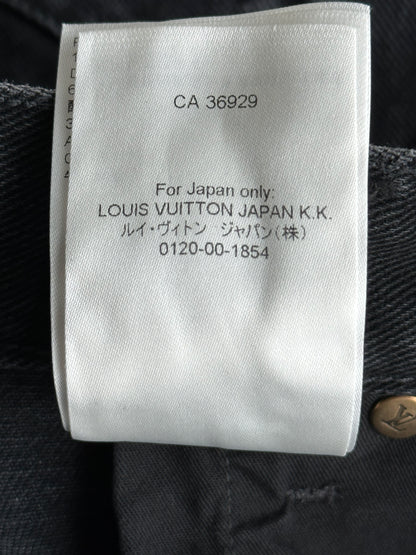 CA 36929
For Japan only:
LOUIS VUITTON JAPAN K.K.
ルイ・ヴィトン ジャパン(株)
0120-00-1854
LV